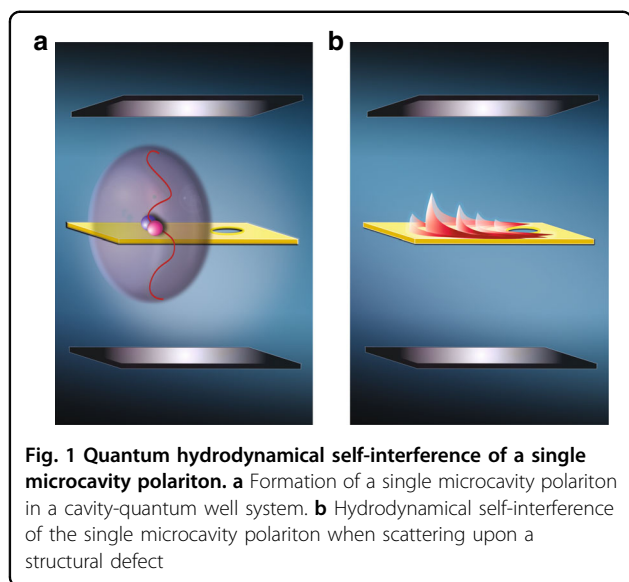 a
b
Fig. 1 Quantum hydrodynamical self-interference of a single
microcavity polariton. a Formation of a single microcavity polariton
in a cavity-quantum well system. b Hydrodynamical self-interference
of the single microcavity polariton when scattering upon a
structural defect